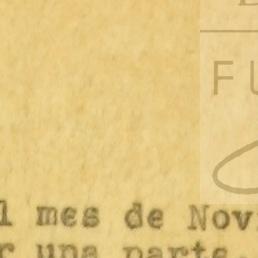 FU
l mes de Nov
r una parte.